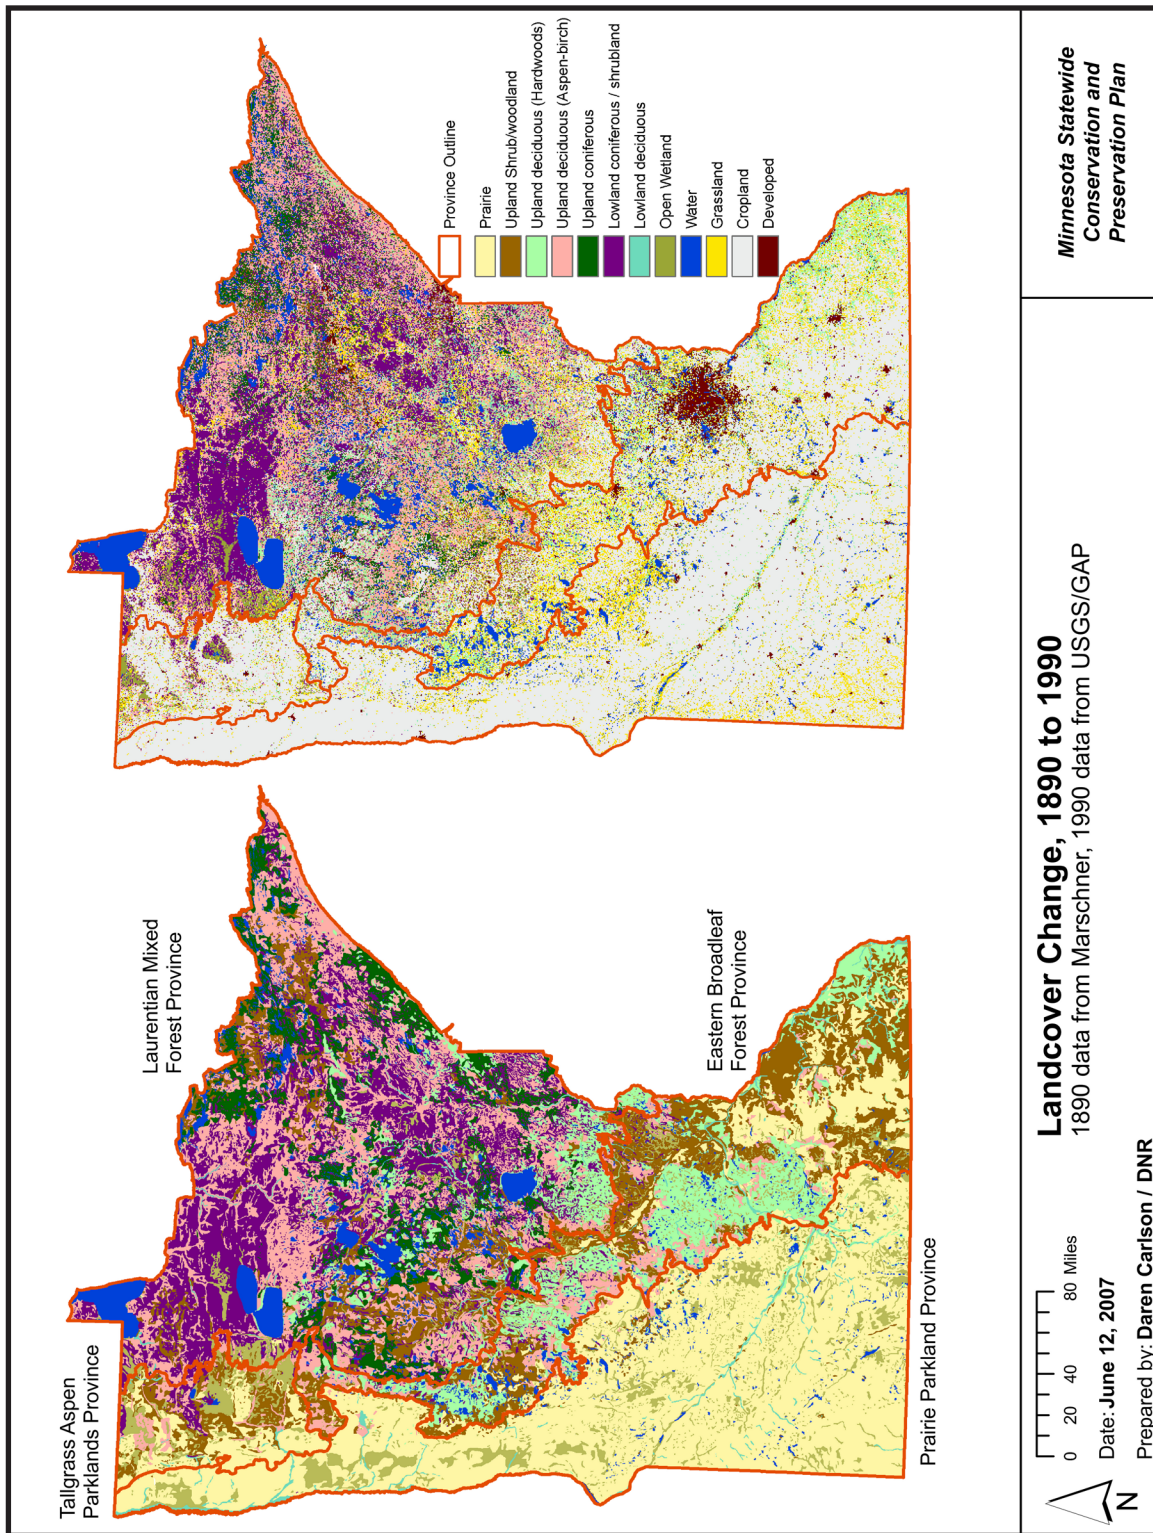 Tallgrass Aspen
Parklands Province
Laurentian Mixed
Forest Province
Eastern Broadleaf
Forest Province
Prairie Parkland Province
Province Outline
Prairie
Upland Shrub/woodland
Upland deciduous (Hardwoods)
Upland deciduous (Aspen-birch)
Upland coniferous
Lowland coniferous / shrubland
Lowland deciduous
Open Wetland
Water
Grassland
Cropland
Developed
N
0 20 40 80 Miles
Date: June 12, 2007
Prepared by: Daren Carlson / DNR
Landcover Change, 1890 to 1990
1890 data from Marschner, 1990 data from USGS/GAP
Minnesota Statewide
Conservation and
Preservation Plan